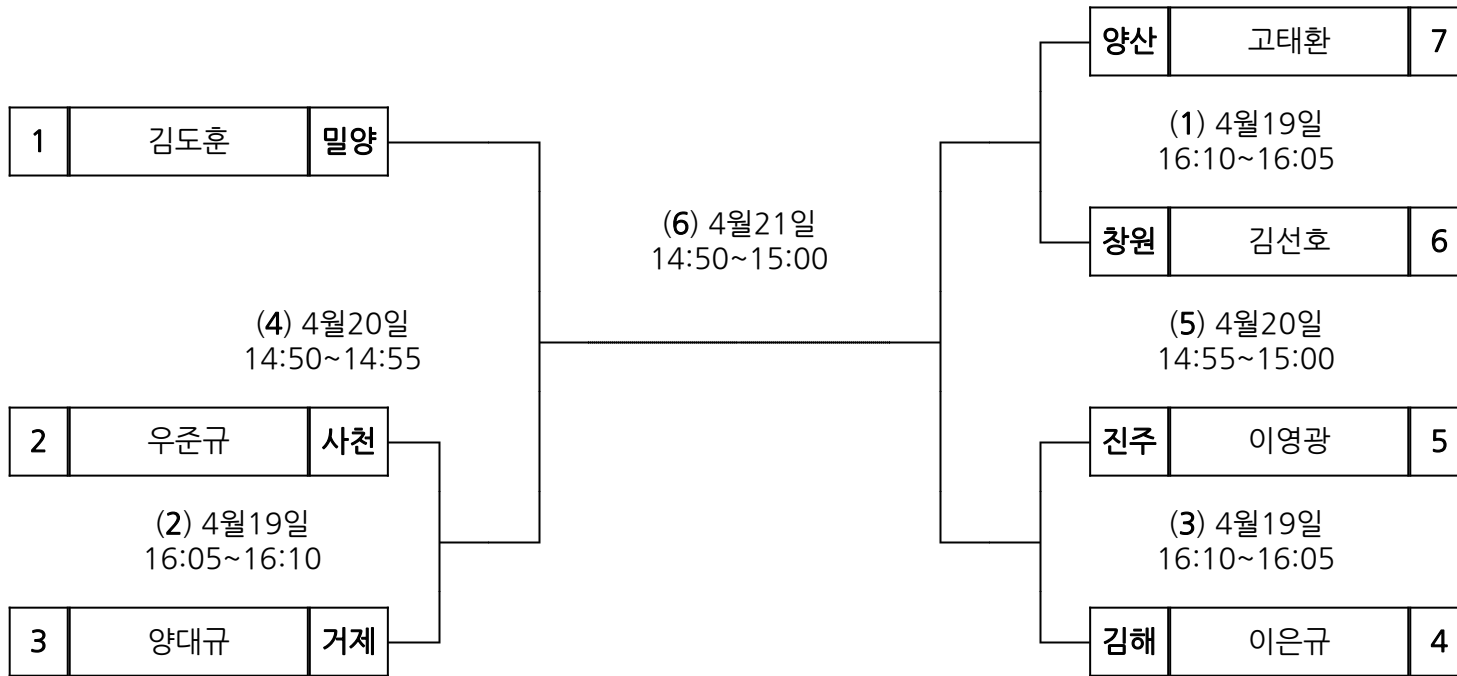 양산 고태환 7
1 김도훈 밀양
(1) 4월19일
16:10~16:05
(6) 4월21일
14:50~15:00
창원 김선호 6
(4) 4월20일
14:50~14:55
(5) 4월20일
14:55~15:00
2 우준규 사천
진주 이영광 5
(2) 4월19일
16:05~16:10
(3) 4월19일
16:10~16:05
3 양대규 거제
김해 이은규 4